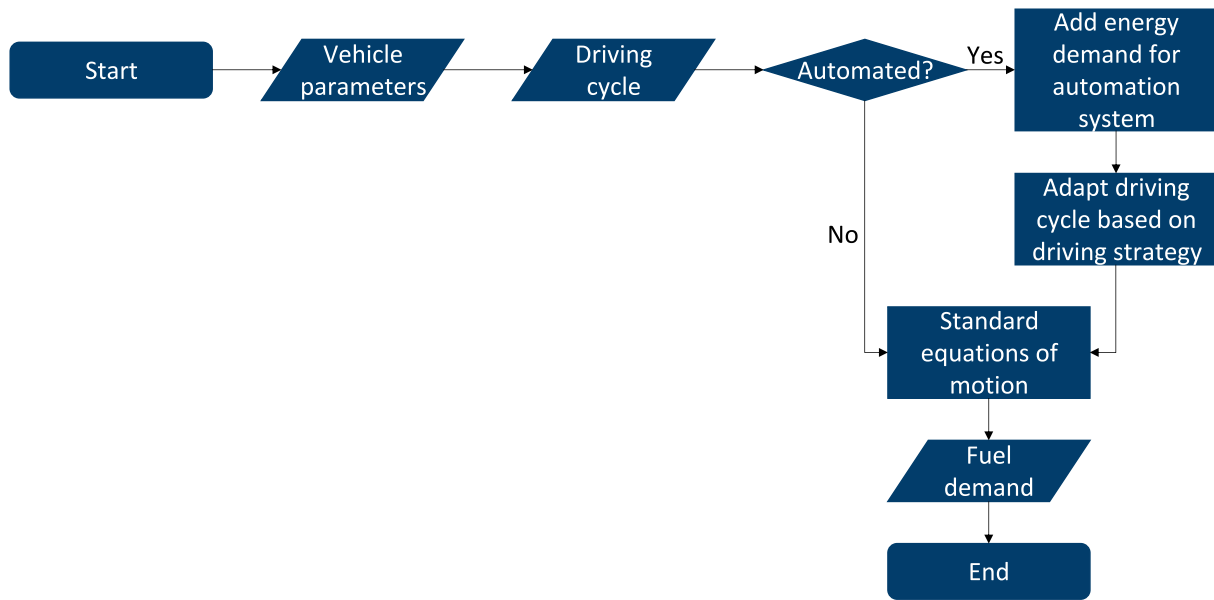 Start
Vehicle
parameters
Driving
cycle
Automated?
Yes
Add energy
demand for
automation
system
Adapt driving
cycle based on
driving strategy
No
Standard
equations of
motion
Fuel
demand
End